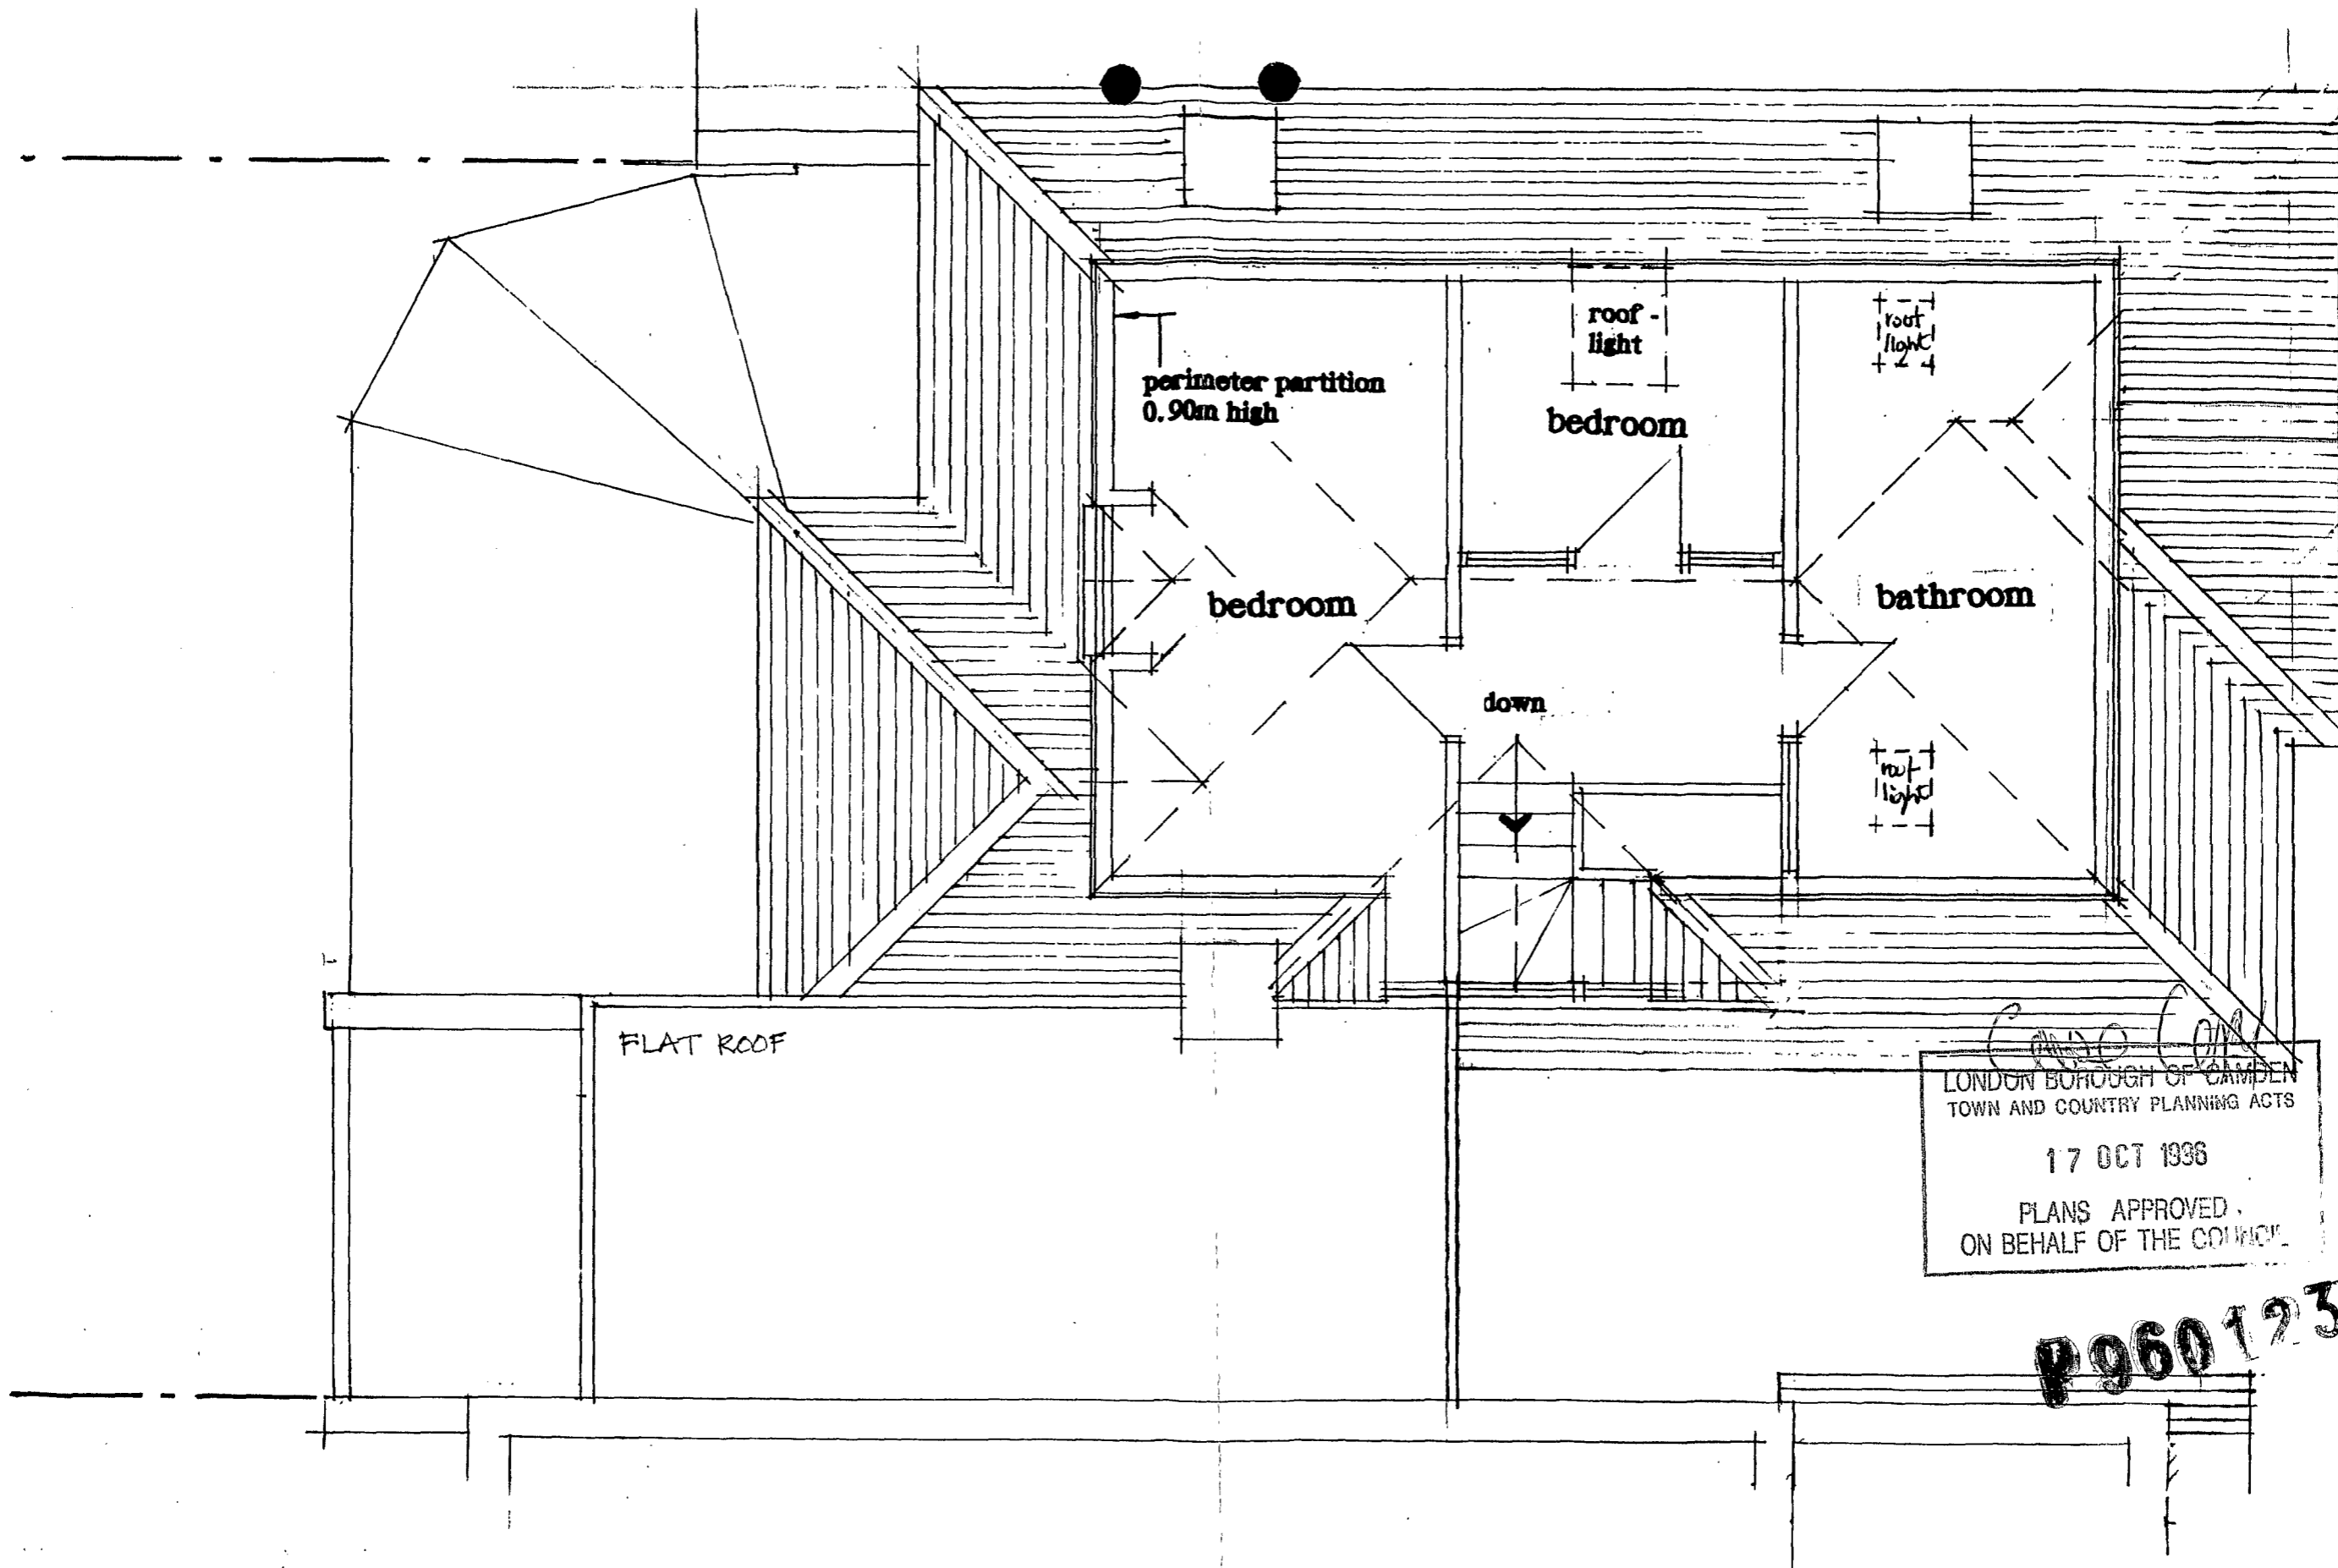 roof -
light
roof
light
perimeter partition
0.90m high
bedroom
bedroom
bathroom
down
roof
light
FLAT ROOF
LONDON BOROUGH OF CAMDEN
TOWN AND COUNTRY PLANNING ACTS
17 OCT 1996
PLANS APPROVED
ON BEHALF OF THE COUNCIL
P960123